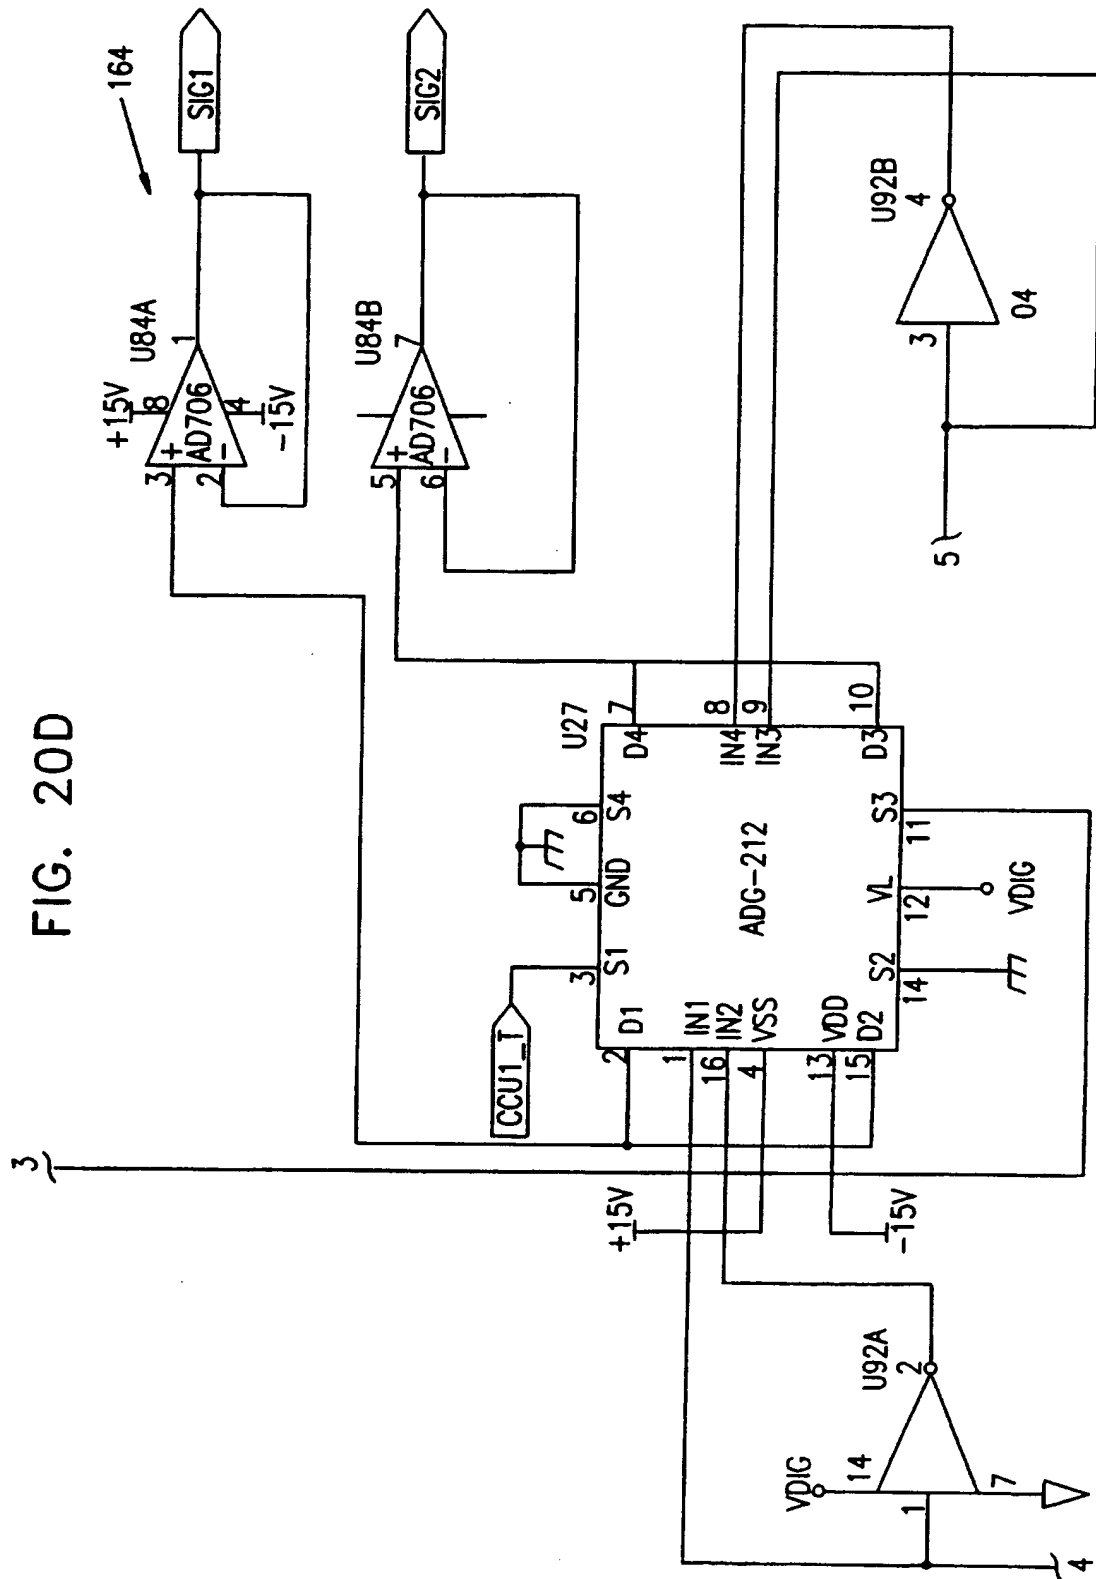 FIG. 20D
164
SIG1
SIG2
U84A
+15V
8
3
+
AD706
1
2
-
4
-15V
U84B
5
+
AD706
7
6
-
3
CCU1_T
U27
3
5
6
S1
GND
S4
2
D1
D4
7
1
IN1
16
IN2
4
VSS
ADG-212
IN4
8
IN3
9
13
VDD
15
D2
D3
10
S2
VL
S3
14
12
11
VDIG
+15V
-15V
U92A
VDIG
14
2
1
7
4
U92B
4
3
04
5